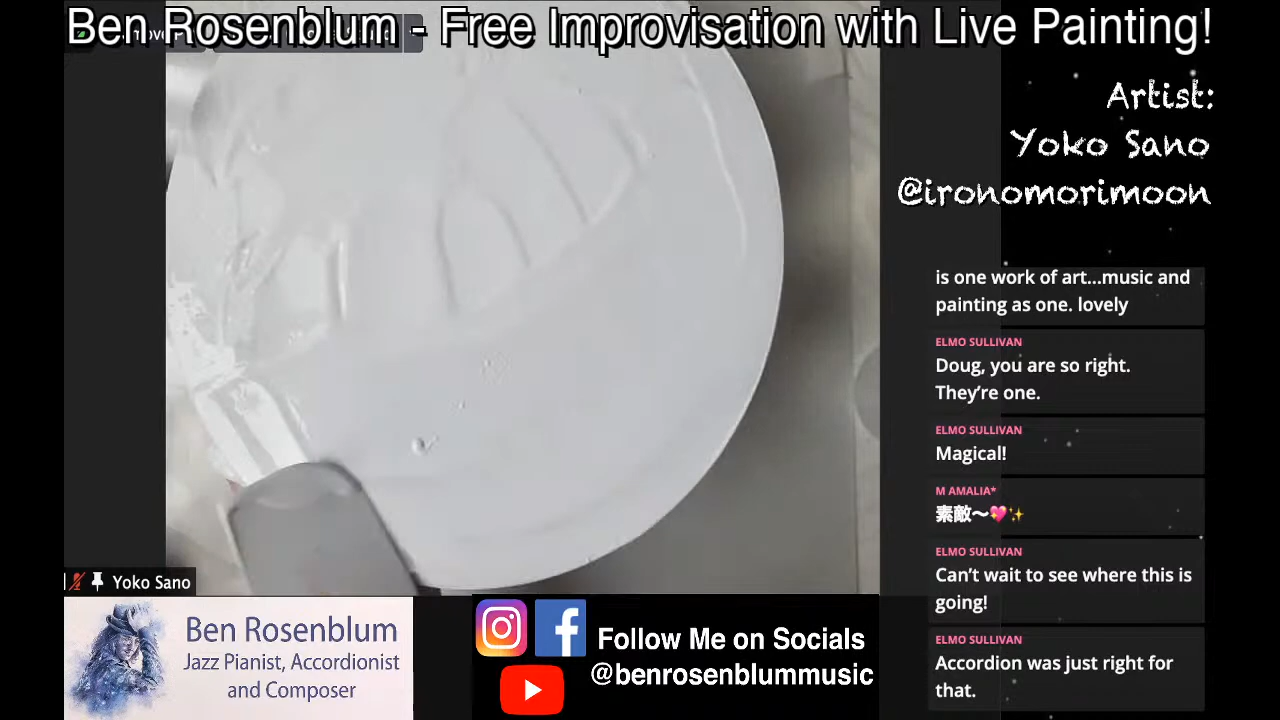 Ben Rosenblum - Free Improvisation with Live Painting!
Artist:
Yoko Sano
@ironomorimoon
is one work of art...music and
painting as one. lovely
ELMO SULLIVAN
Doug, you are so right.
They’re one.
ELMO SULLIVAN
Magical!
M AMALIA*
素敵〜💖✨
ELMO SULLIVAN
Can’t wait to see where this is
going!
ELMO SULLIVAN
Accordion was just right for
that.
Yoko Sano
Ben Rosenblum
Jazz Pianist, Accordionist
and Composer
Follow Me on Socials
@benrosenblummusic